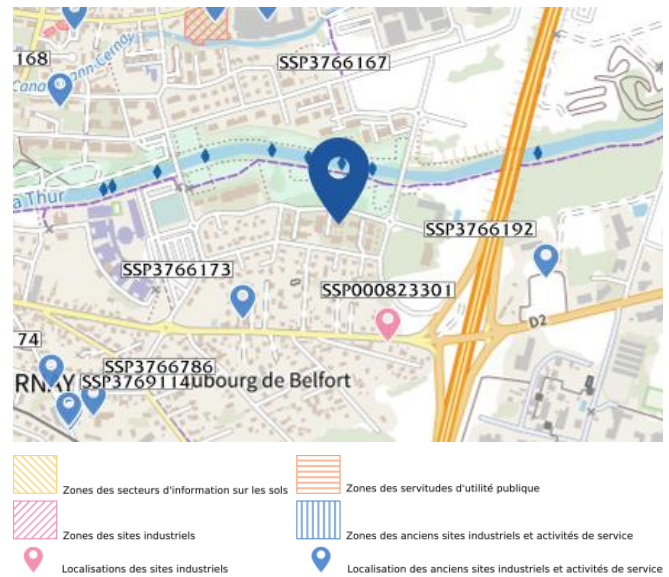 168
SSP3766167
Cernay
a Thur
SSP3766192
SSP3766173
SSP000823301
74
D2
SSP3766786
RNAY SSP3769114 ubourg de Belfort
Zones des secteurs d'information sur les sols
Zones des servitudes d'utilité publique
Zones des sites industriels
Zones des anciens sites industriels et activités de service
Localisations des sites industriels
Localisation des anciens sites industriels et activités de service